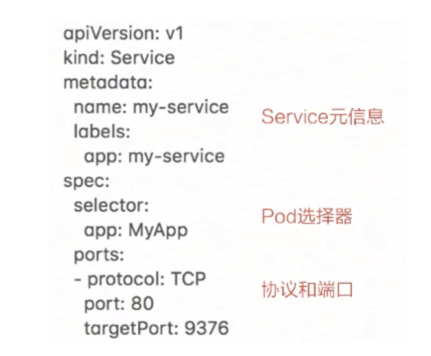 apiVersion: v1
kind: Service
metadata:
  name: my-service
  labels:
    app: my-service
Service元信息
spec:
  selector:
    app: MyApp
Pod选择器
  ports:
  - protocol: TCP
    port: 80
    targetPort: 9376
协议和端口